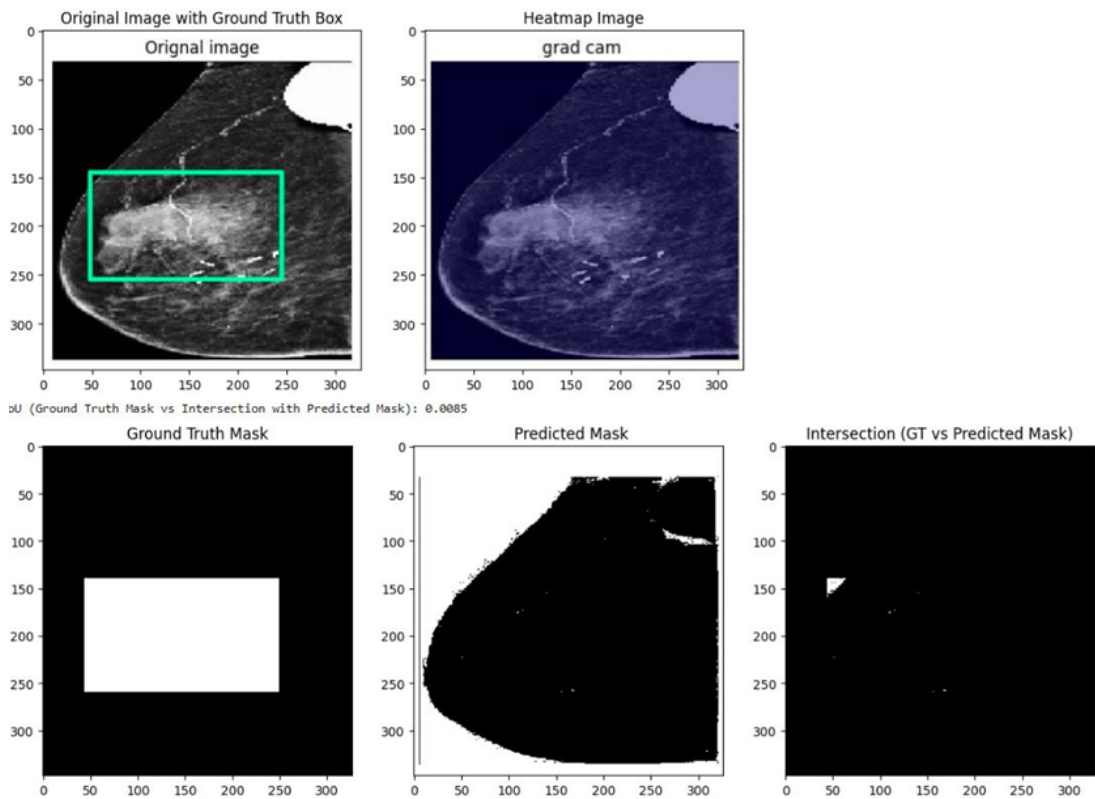 Original Image with Ground Truth Box
Orignal image
0
50
100
150
200
250
300
0 50 100 150 200 250 300
Heatmap Image
grad cam
0
50
100
150
200
250
300
0 50 100 150 200 250 300
oU (Ground Truth Mask vs Intersection with Predicted Mask): 0.0085
Ground Truth Mask
0
50
100
150
200
250
300
0 50 100 150 200 250 300
Predicted Mask
0
50
100
150
200
250
300
0 50 100 150 200 250 300
Intersection (GT vs Predicted Mask)
0
50
100
150
200
250
300
0 50 100 150 200 250 300